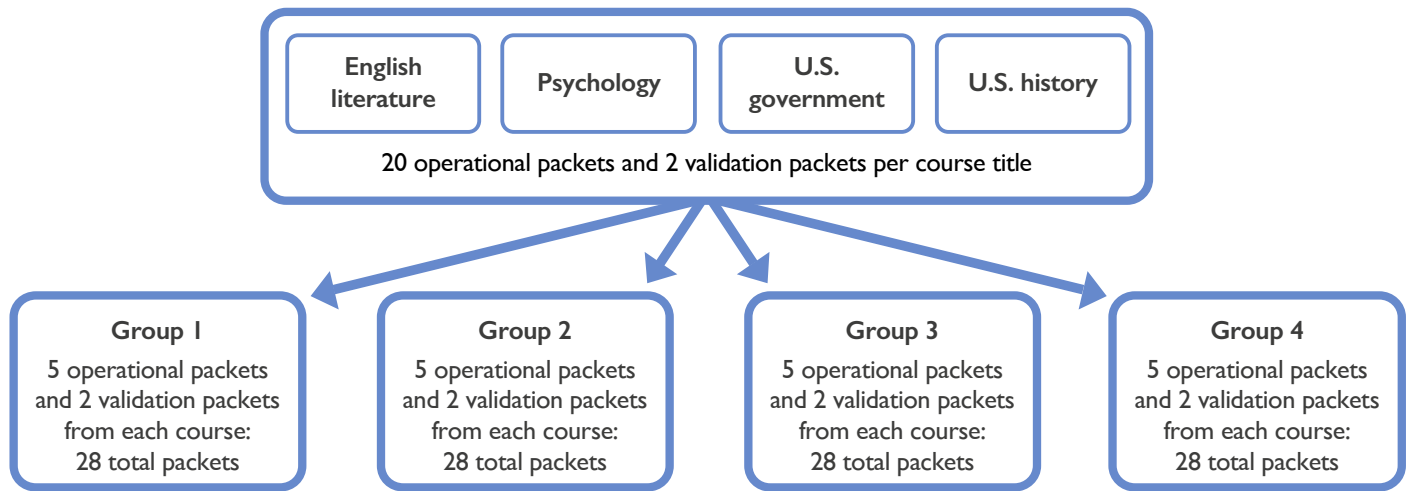 English
literature
Psychology
U.S.
government
U.S. history
20 operational packets and 2 validation packets per course title
Group 1
5 operational packets
and 2 validation packets
from each course:
28 total packets
Group 2
5 operational packets
and 2 validation packets
from each course:
28 total packets
Group 3
5 operational packets
and 2 validation packets
from each course:
28 total packets
Group 4
5 operational packets
and 2 validation packets
from each course:
28 total packets